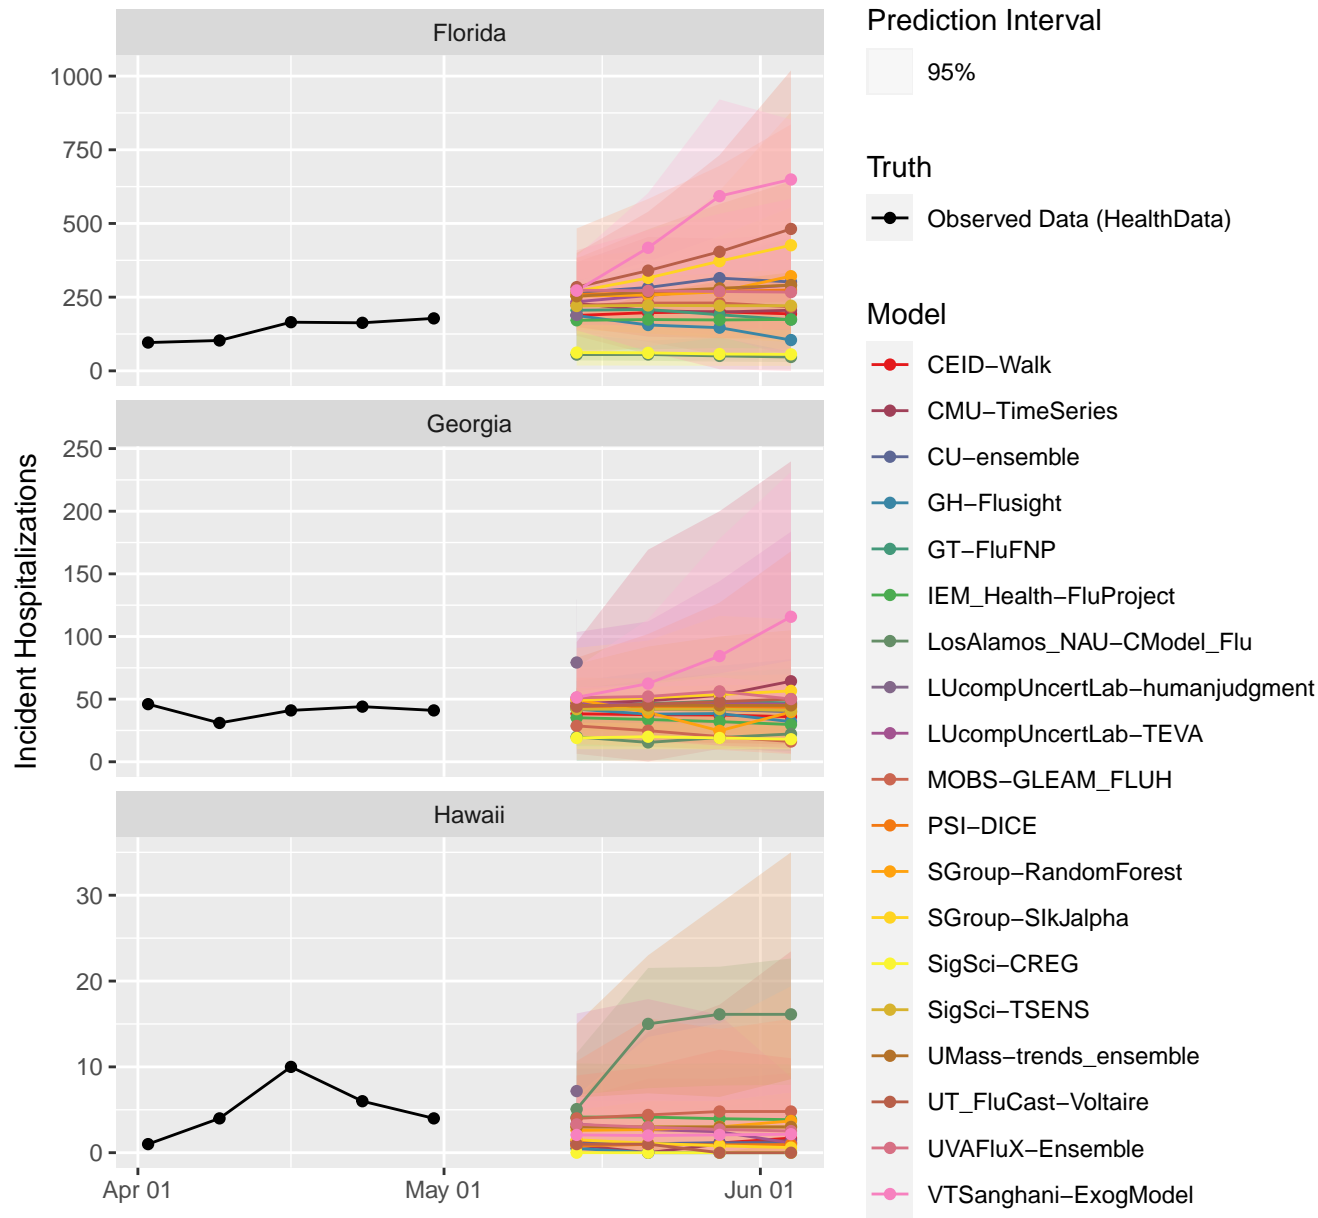 Florida
1000
750
500
250
0
Georgia
250
200
150
100
50
0
Hawaii
30
20
10
0
Apr 01
May 01
Jun 01
Incident Hospitalizations
Prediction Interval
95%
Truth
Observed Data (HealthData)
Model
CEID−Walk
CMU−TimeSeries
CU−ensemble
GH−Flusight
GT−FluFNP
IEM_Health−FluProject
LosAlamos_NAU−CModel_Flu
LUcompUncertLab−humanjudgment
LUcompUncertLab−TEVA
MOBS−GLEAM_FLUH
PSI−DICE
SGroup−RandomForest
SGroup−SIkJalpha
SigSci−CREG
SigSci−TSENS
UMass−trends_ensemble
UT_FluCast−Voltaire
UVAFluX−Ensemble
VTSanghani−ExogModel